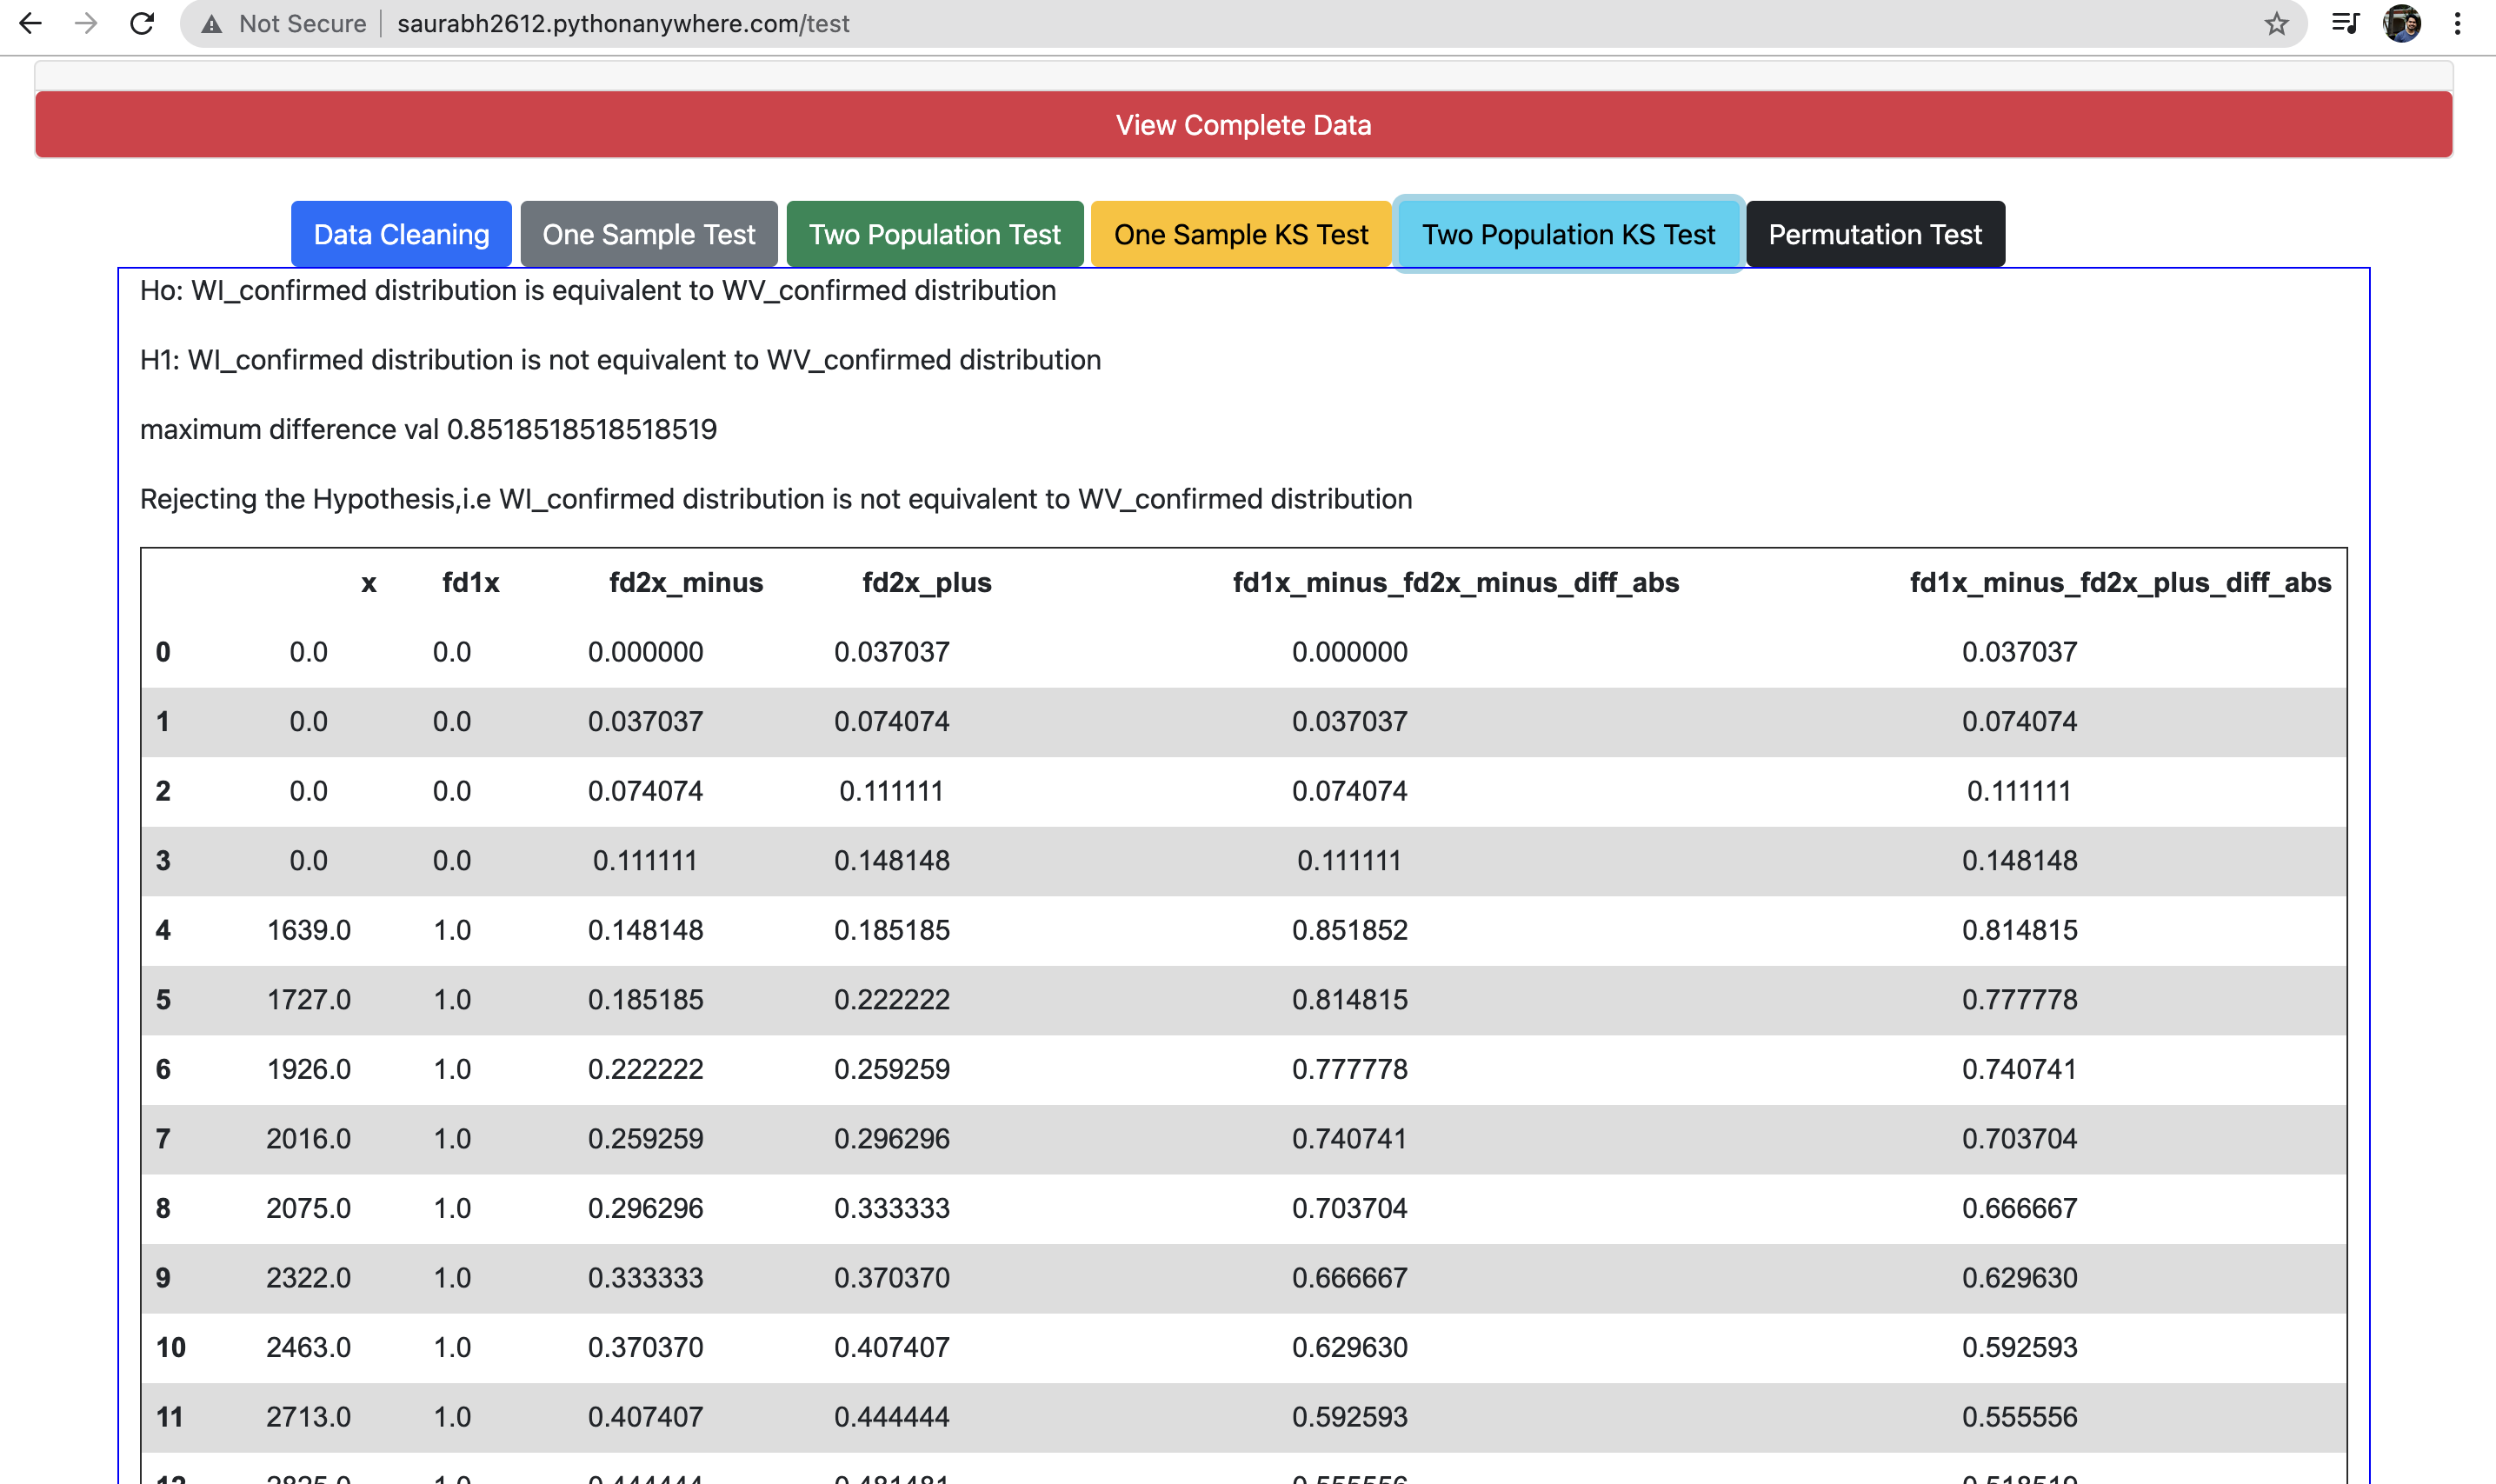 Not Secure saurabh2612.pythonanywhere.com/test
View Complete Data
Data Cleaning One Sample Test Two Population Test One Sample KS Test Two Population KS Test Permutation Test
Ho: WI_confirmed distribution is equivalent to WV_confirmed distribution
H1: WI_confirmed distribution is not equivalent to WV_confirmed distribution
maximum difference val 0.8518518518518519
Rejecting the Hypothesis,i.e WI_confirmed distribution is not equivalent to WV_confirmed distribution
x fd1x fd2x_minus fd2x_plus fd1x_minus_fd2x_minus_diff_abs fd1x_minus_fd2x_plus_diff_abs
0 0.0 0.0 0.000000 0.037037 0.000000 0.037037
1 0.0 0.0 0.037037 0.074074 0.037037 0.074074
2 0.0 0.0 0.074074 0.111111 0.074074 0.111111
3 0.0 0.0 0.111111 0.148148 0.111111 0.148148
4 1639.0 1.0 0.148148 0.185185 0.851852 0.814815
5 1727.0 1.0 0.185185 0.222222 0.814815 0.777778
6 1926.0 1.0 0.222222 0.259259 0.777778 0.740741
7 2016.0 1.0 0.259259 0.296296 0.740741 0.703704
8 2075.0 1.0 0.296296 0.333333 0.703704 0.666667
9 2322.0 1.0 0.333333 0.370370 0.666667 0.629630
10 2463.0 1.0 0.370370 0.407407 0.629630 0.592593
11 2713.0 1.0 0.407407 0.444444 0.592593 0.555556